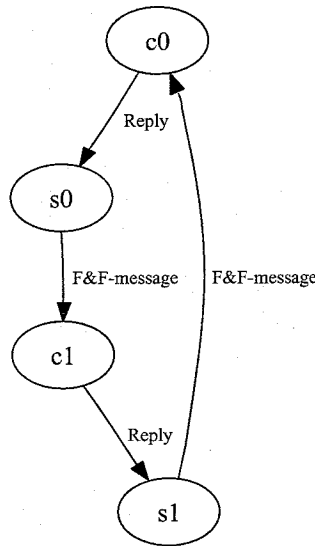 c0
Reply
s0
F&F-message
F&F-message
c1
Reply
s1